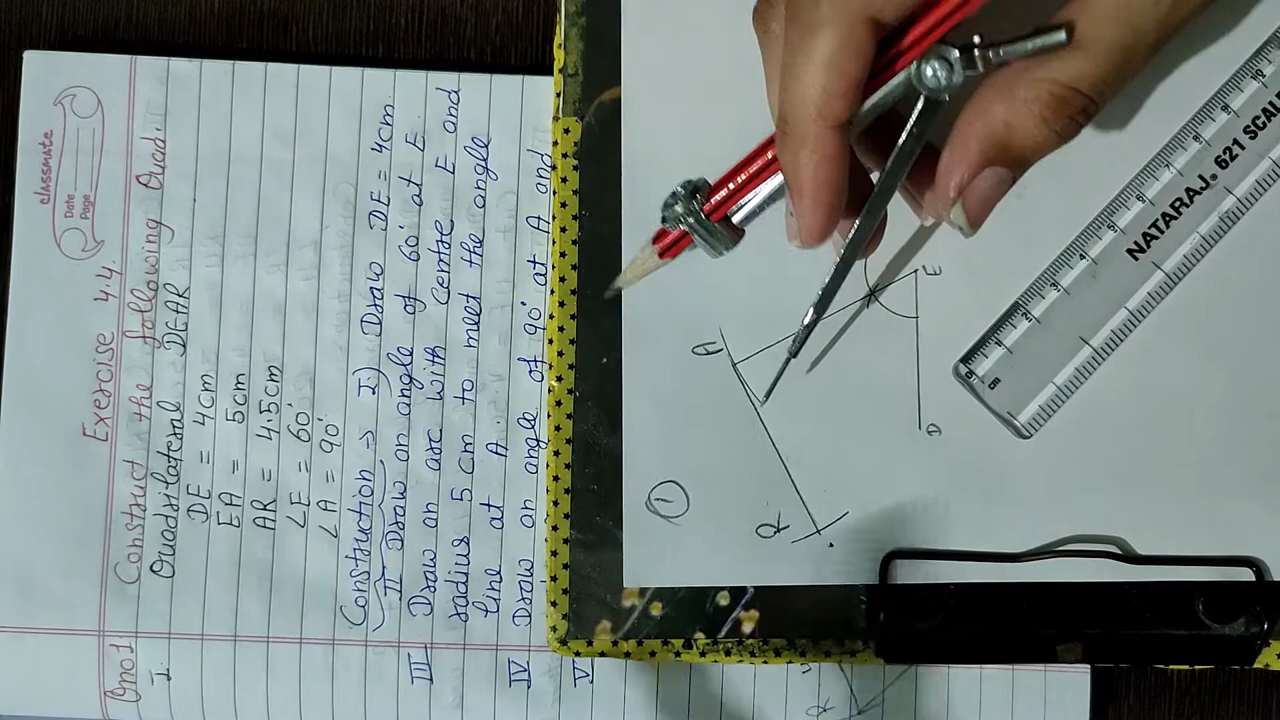 classmate
Date
Page
Exercise 4.4.
Qno1 Construct the following Quad.
I. Quadrilateral DEAR
DE = 4cm
EA = 5cm
AR = 4.5cm
∠E = 60°
∠A = 90°
Construction => I) Draw DE = 4cm.
II Draw an angle of 60° at E.
III Draw an arc with centre E and
radius 5 cm to meet the angle
line at A.
IV Draw an angle of 90° at A and
V
①
A
E
D
R
R
NATARAJ® 621 SCALE